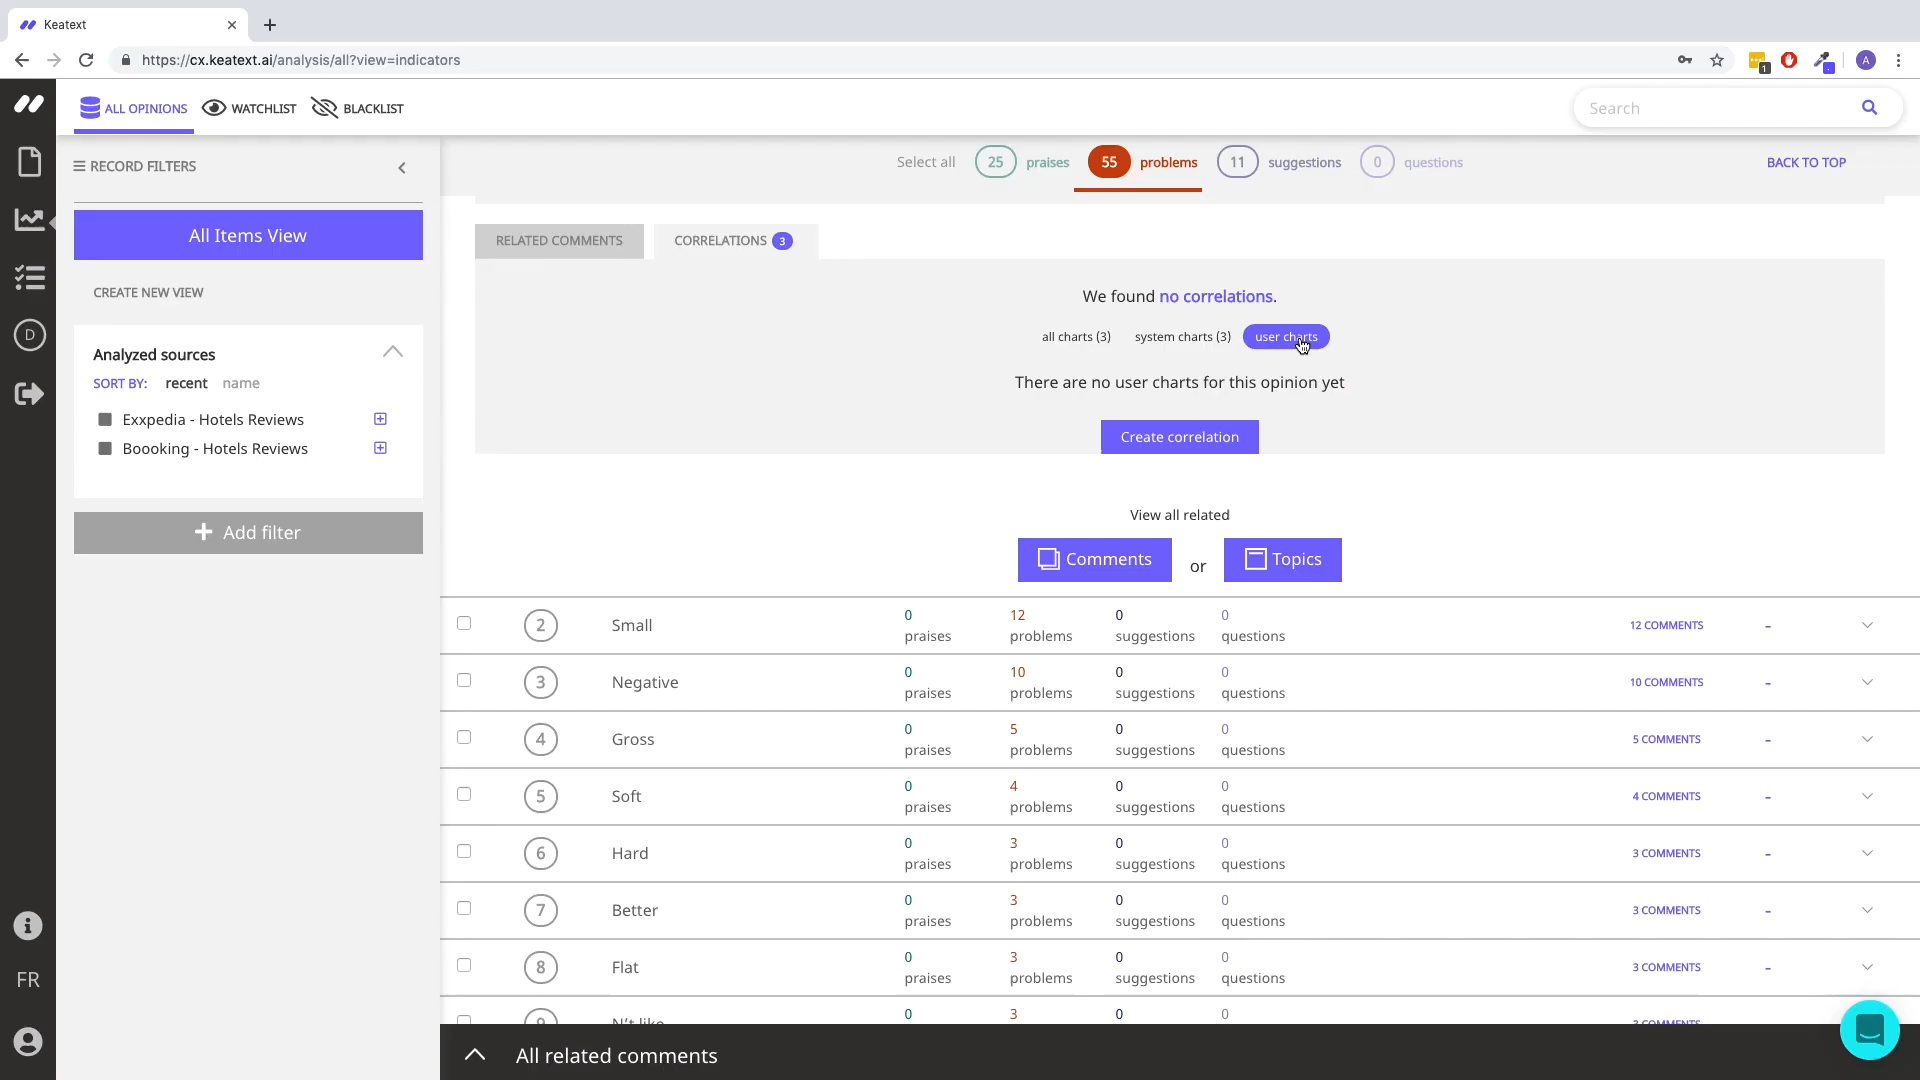 Keatext
https://cx.keatext.ai/analysis/all?view=indicators
1
A
ALL OPINIONS
WATCHLIST
BLACKLIST
Search
RECORD FILTERS
Select all
25 praises
55 problems
11 suggestions
0 questions
BACK TO TOP
All Items View
CREATE NEW VIEW
Analyzed sources
SORT BY: recent name
Exxpedia - Hotels Reviews
Boooking - Hotels Reviews
Add filter
D
FR
RELATED COMMENTS
CORRELATIONS 3
We found no correlations.
all charts (3) system charts (3) user charts
There are no user charts for this opinion yet
Create correlation
View all related
Comments or Topics
2 Small 0 praises 12 problems 0 suggestions 0 questions 12 COMMENTS -
3 Negative 0 praises 10 problems 0 suggestions 0 questions 10 COMMENTS -
4 Gross 0 praises 5 problems 0 suggestions 0 questions 5 COMMENTS -
5 Soft 0 praises 4 problems 0 suggestions 0 questions 4 COMMENTS -
6 Hard 0 praises 3 problems 0 suggestions 0 questions 3 COMMENTS -
7 Better 0 praises 3 problems 0 suggestions 0 questions 3 COMMENTS -
8 Flat 0 praises 3 problems 0 suggestions 0 questions 3 COMMENTS -
9 N't like 0 3 0 0 3 COMMENTS
All related comments